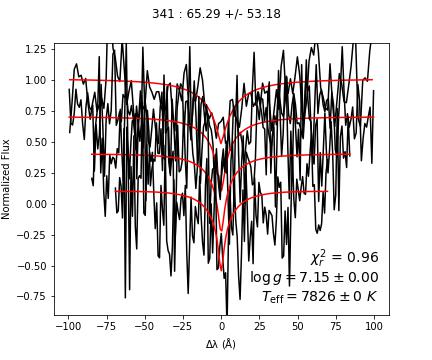 341 : 65.29 +/- 53.18
1.25
1.00
0.75
0.50
0.25
0.00
−0.25
−0.50
−0.75
Normalized Flux
χ²ᵣ = 0.96
log g = 7.15 ± 0.00
T_eff = 7826 ± 0 K
−100 −75 −50 −25 0 25 50 75 100
Δλ (Å)